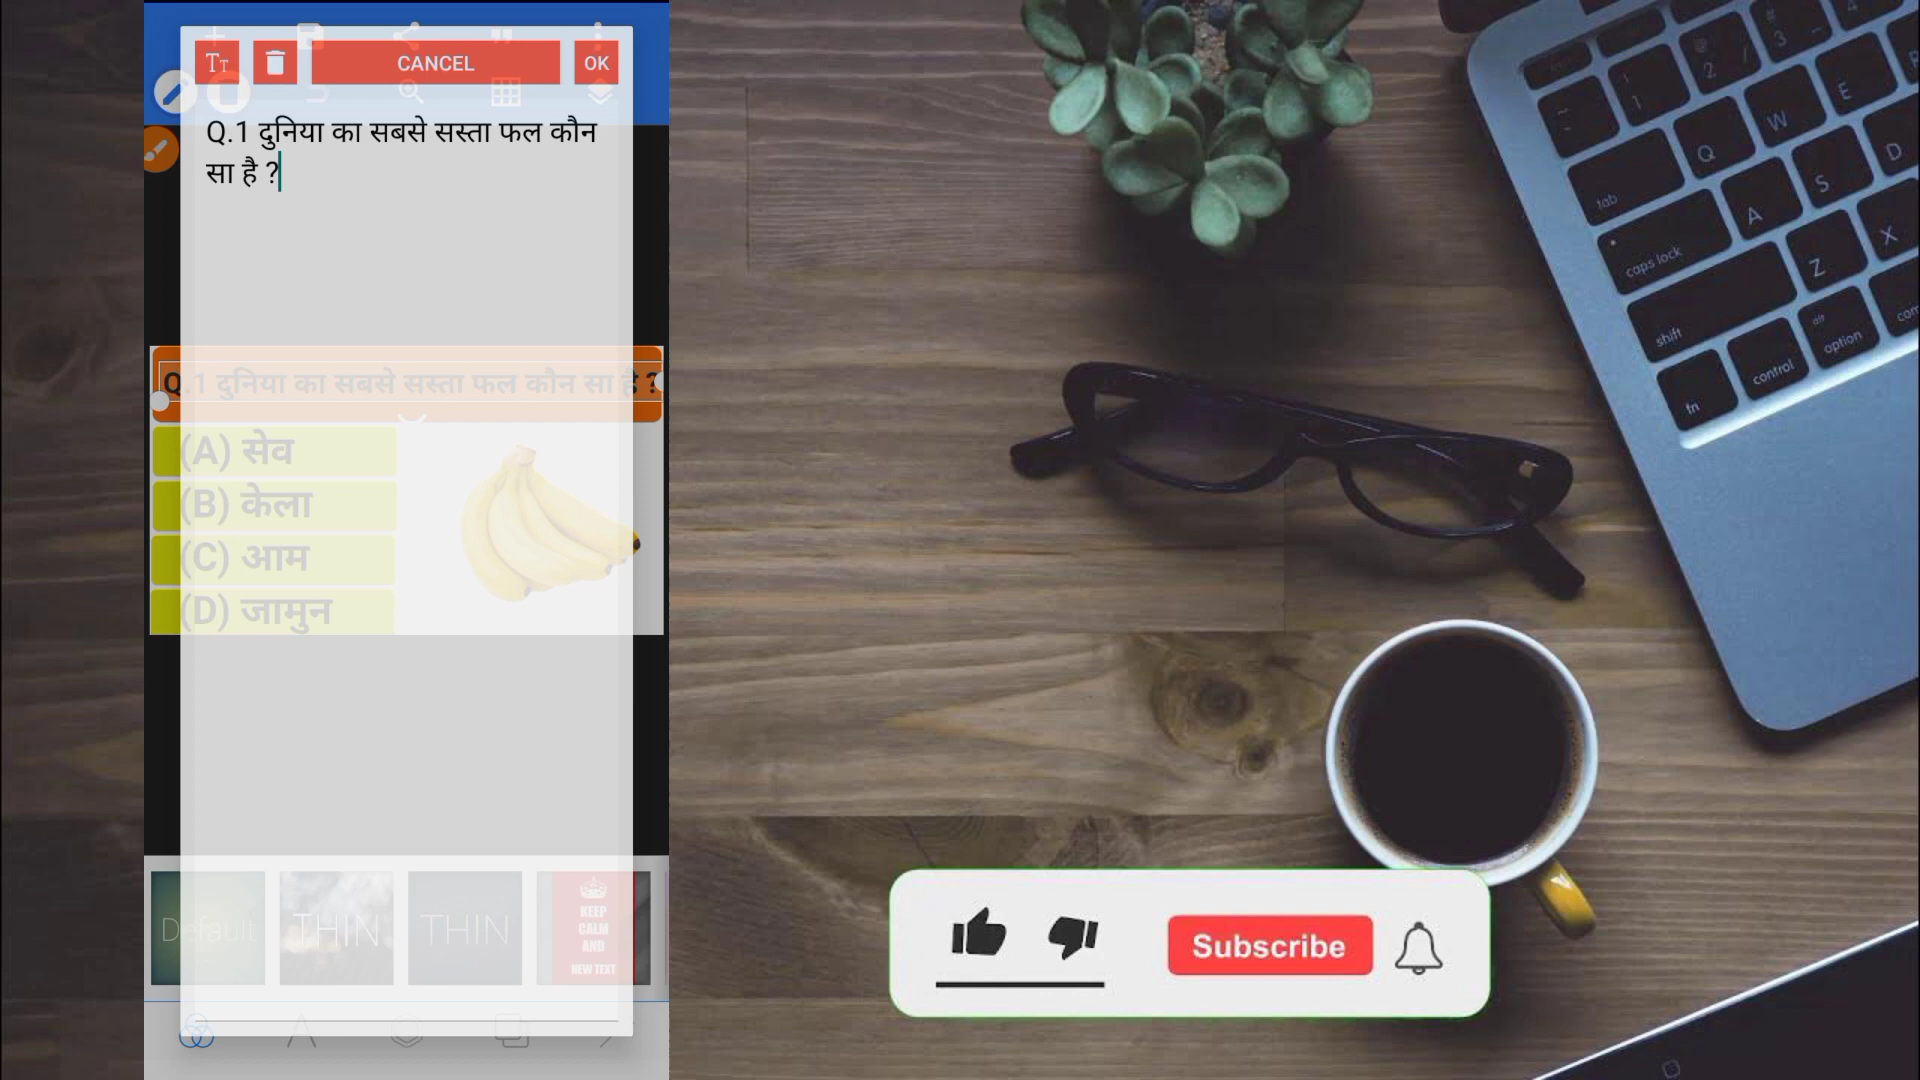 CANCEL
OK
Q.1 दुनिया का सबसे सस्ता फल कौन
सा है ?
Q.1 दुनिया का सबसे सस्ता फल कौन सा है ?
(A) सेव
(B) केला
(C) आम
(D) जामुन
Default
THIN
THIN
KEEP
CALM
AND
NEW TEXT
Subscribe
tab
caps lock
shift
fn
control
alt
option
Q
W
E
A
S
D
Z
X